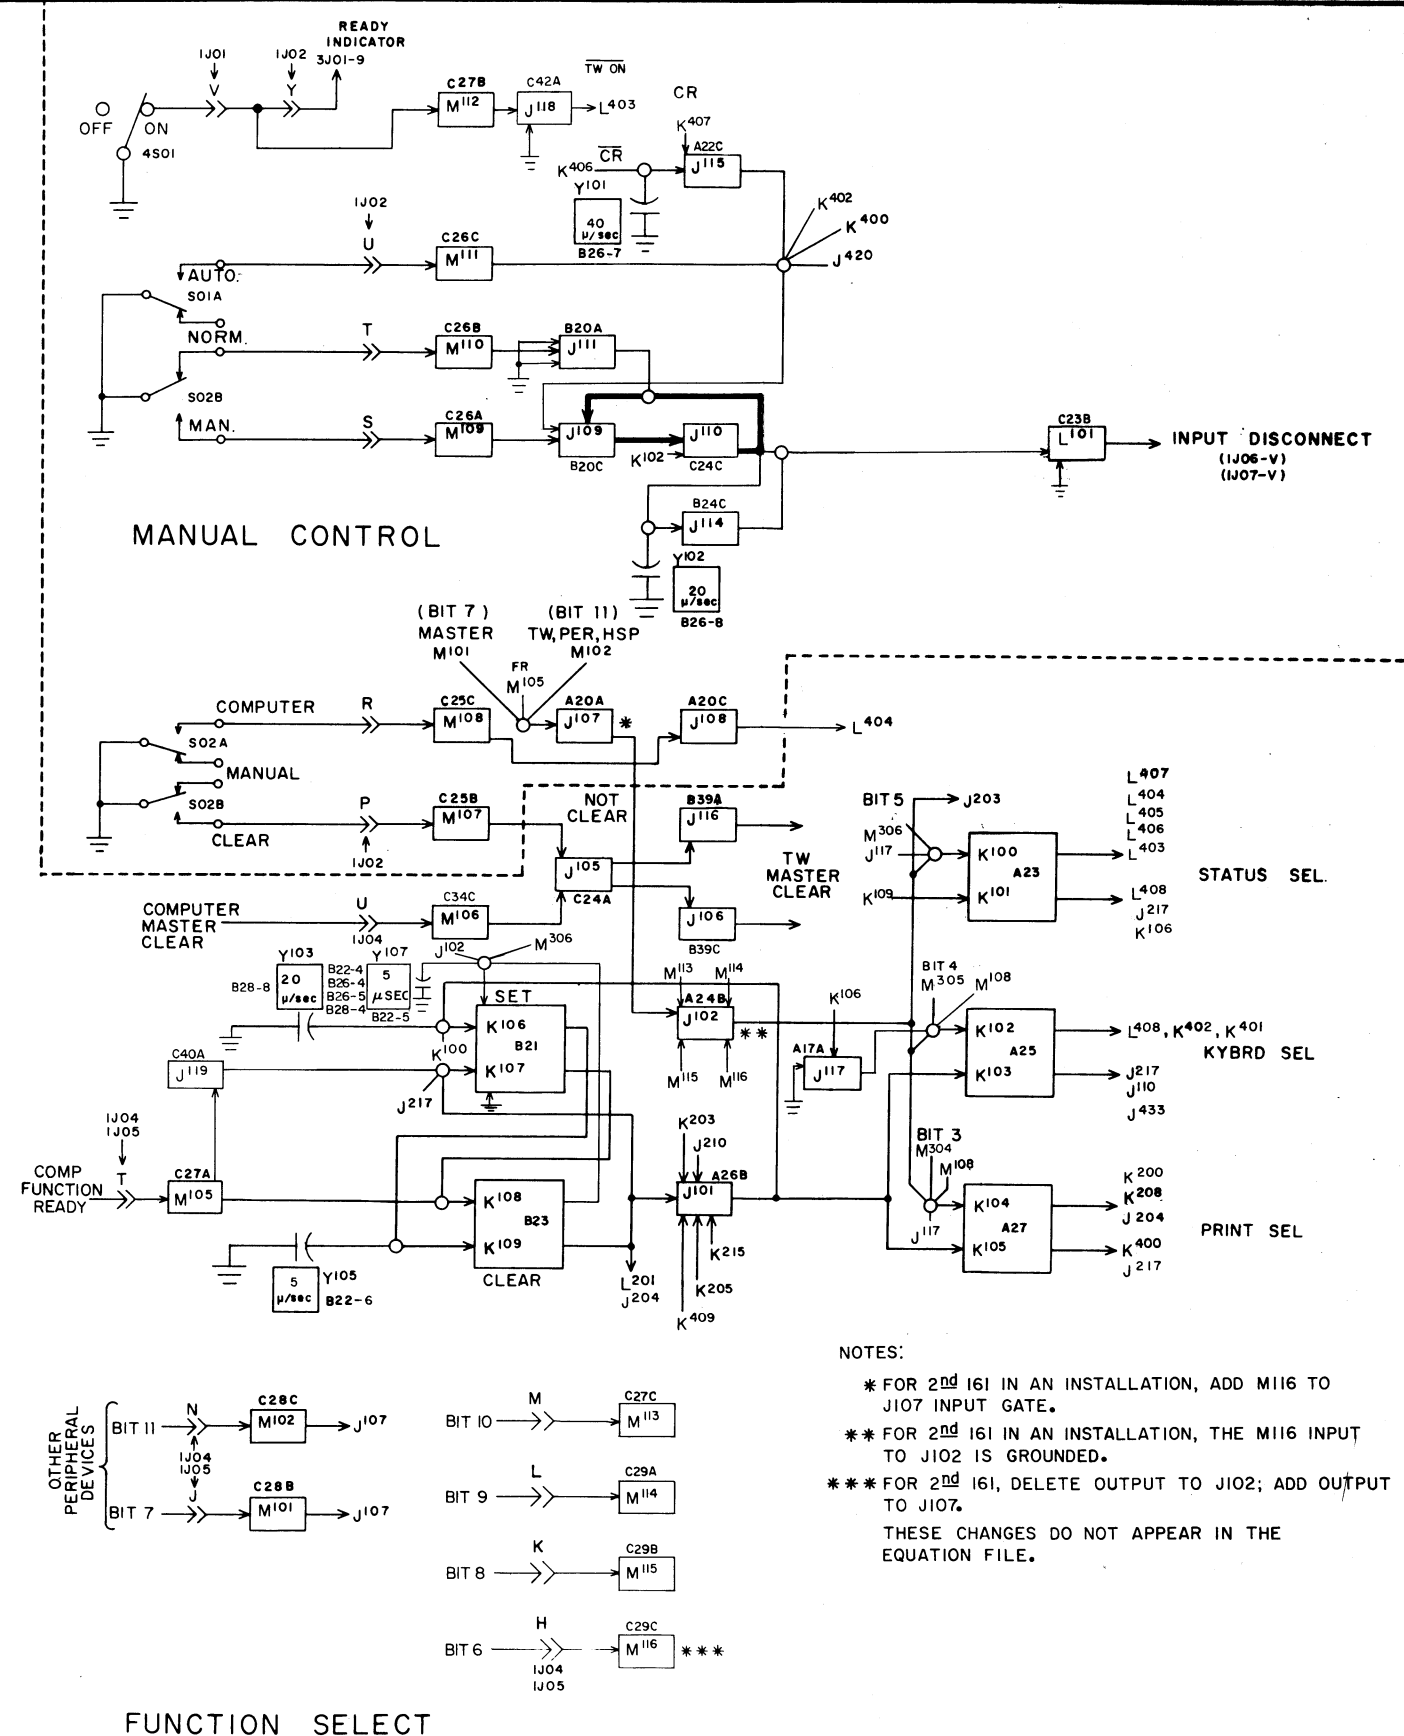 READY
INDICATOR
3J01-9
1J01
1J02
V
Y
OFF
ON
4S01
C27B
M112
C42A
J118
TW ON
L403
CR
K407
A22C
J115
CR
K406
Y101
40
µ/sec
B26-7
K402
K400
J420
1J02
U
C26C
M111
AUTO.
S01A
NORM.
T
C26B
M110
B20A
J111
S02B
MAN.
S
C26A
M109
J109
B20C
K102
J110
C24C
C23B
L101
INPUT DISCONNECT
(1J06-V)
(1J07-V)
B24C
J114
Y102
20
µ/sec
B26-8
MANUAL CONTROL
(BIT 7)
MASTER
M101
(BIT 11)
TW, PER, HSP
M102
FR
M105
COMPUTER
R
C25C
M108
A20A
J107
*
A20C
J108
L404
S02A
MANUAL
S02B
CLEAR
P
1J02
C25B
M107
NOT
CLEAR
B39A
J116
J105
C24A
TW
MASTER
CLEAR
J106
B39C
COMPUTER
MASTER
CLEAR
U
1J04
C34C
M106
BIT 5
J203
M306
J117
K109
K100
K101
A23
L407
L404
L405
L406
L403
L408
J217
K106
STATUS SEL.
Y103
20
µ/sec
B28-8
B22-4
B26-4
B26-5
B28-4
Y107
5
µSEC
B22-5
J102
M306
SET
K106
B21
K107
K100
J217
M113
M114
A24B
J102
**
M115
M116
K106
A17A
J117
BIT 4
M305
M108
K102
A25
K103
L408, K402, K401
KYBRD SEL
J217
J110
J433
C40A
J119
1J04
1J05
T
COMP
FUNCTION
READY
C27A
M105
K108
B23
K109
CLEAR
5
µ/sec
Y105
B22-6
K203
J210
A26B
J101
K215
K205
K409
L201
J204
BIT 3
M304
M108
J117
K104
A27
K105
K200
K208
J204
K400
J217
PRINT SEL
OTHER
PERIPHERAL
DEVICES
BIT 11
N
1J04
1J05
C28C
M102
J107
BIT 7
J
C28B
M101
J107
BIT 10
M
C27C
M113
BIT 9
L
C29A
M114
BIT 8
K
C29B
M115
BIT 6
H
1J04
1J05
C29C
M116
***
NOTES:
* FOR 2nd 161 IN AN INSTALLATION, ADD M116 TO
J107 INPUT GATE.
** FOR 2nd 161 IN AN INSTALLATION, THE M116 INPUT
TO J102 IS GROUNDED.
*** FOR 2nd 161, DELETE OUTPUT TO J102; ADD OUTPUT
TO J107.
THESE CHANGES DO NOT APPEAR IN THE
EQUATION FILE.
FUNCTION SELECT